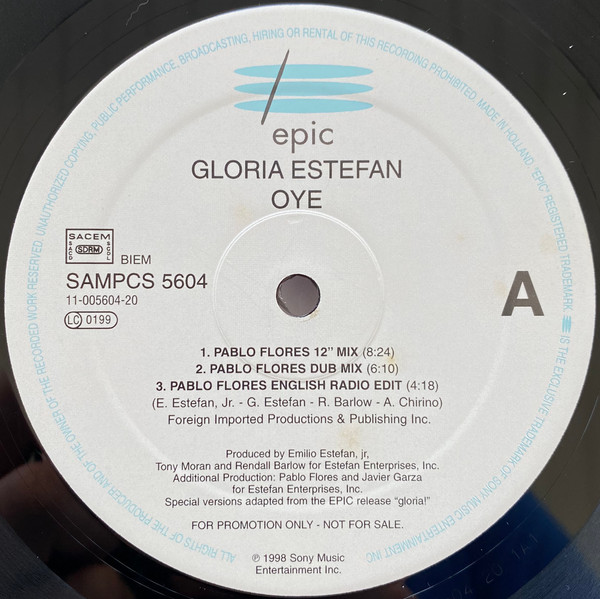 ALL RIGHTS OF THE PRODUCER AND OF THE OWNER OF THE RECORDED WORK RESERVED. UNAUTHORIZED COPYING, PUBLIC PERFORMANCE, BROADCASTING, HIRING OR RENTAL OF THIS RECORDING PROHIBITED. MADE IN HOLLAND. "EPIC" REGISTERED TRADEMARK. IS THE EXCLUSIVE TRADEMARK OF SONY MUSIC ENTERTAINMENT INC.
epic
GLORIA ESTEFAN
OYE
SACEM
SACD SDRM SCGL
BIEM
SAMPCS 5604
11-005604-20
LC 0199
A
1. PABLO FLORES 12" MIX (8:24)
2. PABLO FLORES DUB MIX (6:10)
3. PABLO FLORES ENGLISH RADIO EDIT (4:18)
(E. Estefan, Jr. - G. Estefan - R. Barlow - A. Chirino)
Foreign Imported Productions & Publishing Inc.
Produced by Emilio Estefan, jr,
Tony Moran and Rendall Barlow for Estefan Enterprises, Inc.
Additional Production: Pablo Flores and Javier Garza
for Estefan Enterprises, Inc.
Special versions adapted from the EPIC release "gloria!"
FOR PROMOTION ONLY - NOT FOR SALE.
℗ 1998 Sony Music
Entertainment Inc.